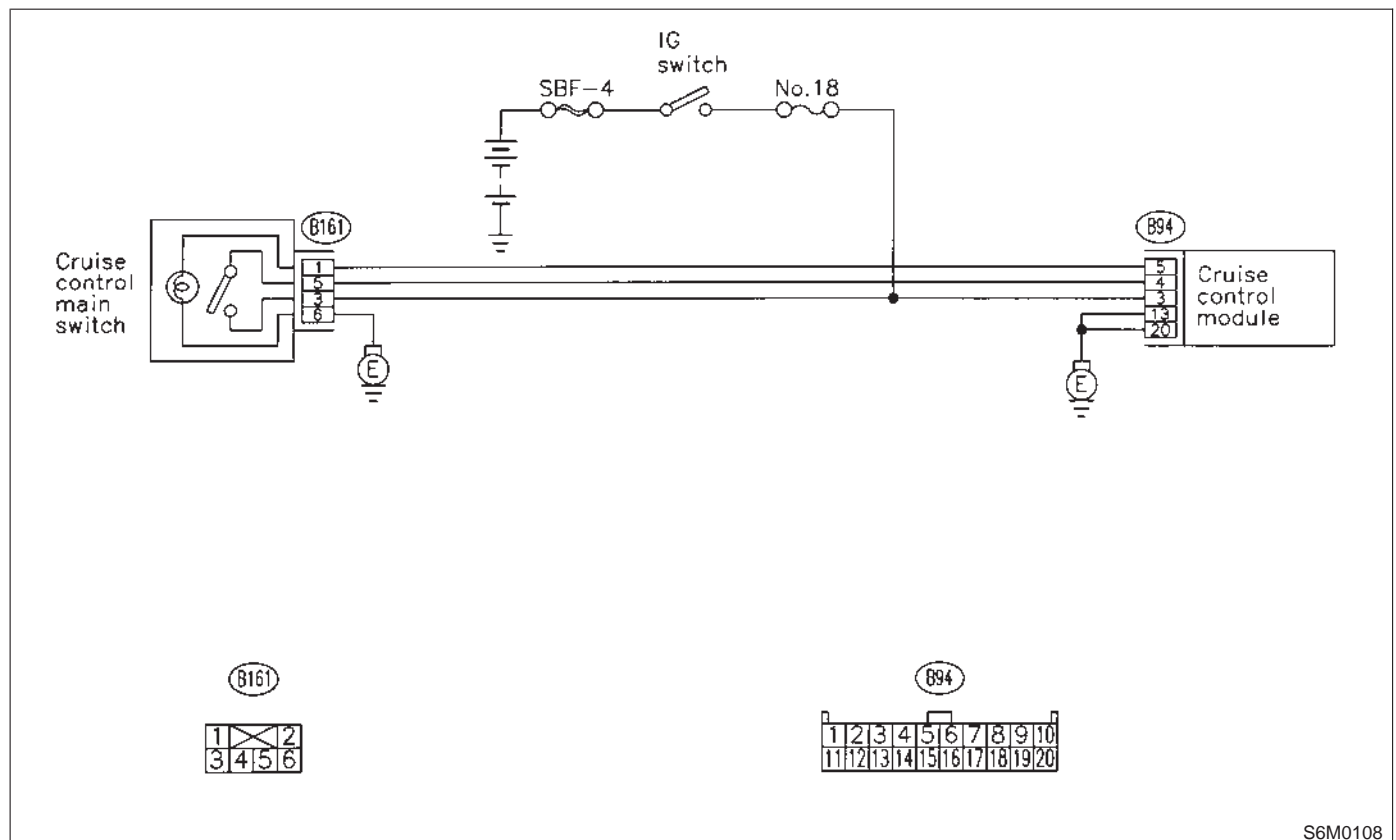 IG
switch
SBF-4
No.18
B161
B94
Cruise
control
main
switch
1
5
3
6
E
5
4
3
13
20
Cruise
control
module
E
B161
1 2
3 4 5 6
B94
1 2 3 4 5 6 7 8 9 10
11 12 13 14 15 16 17 18 19 20
S6M0108